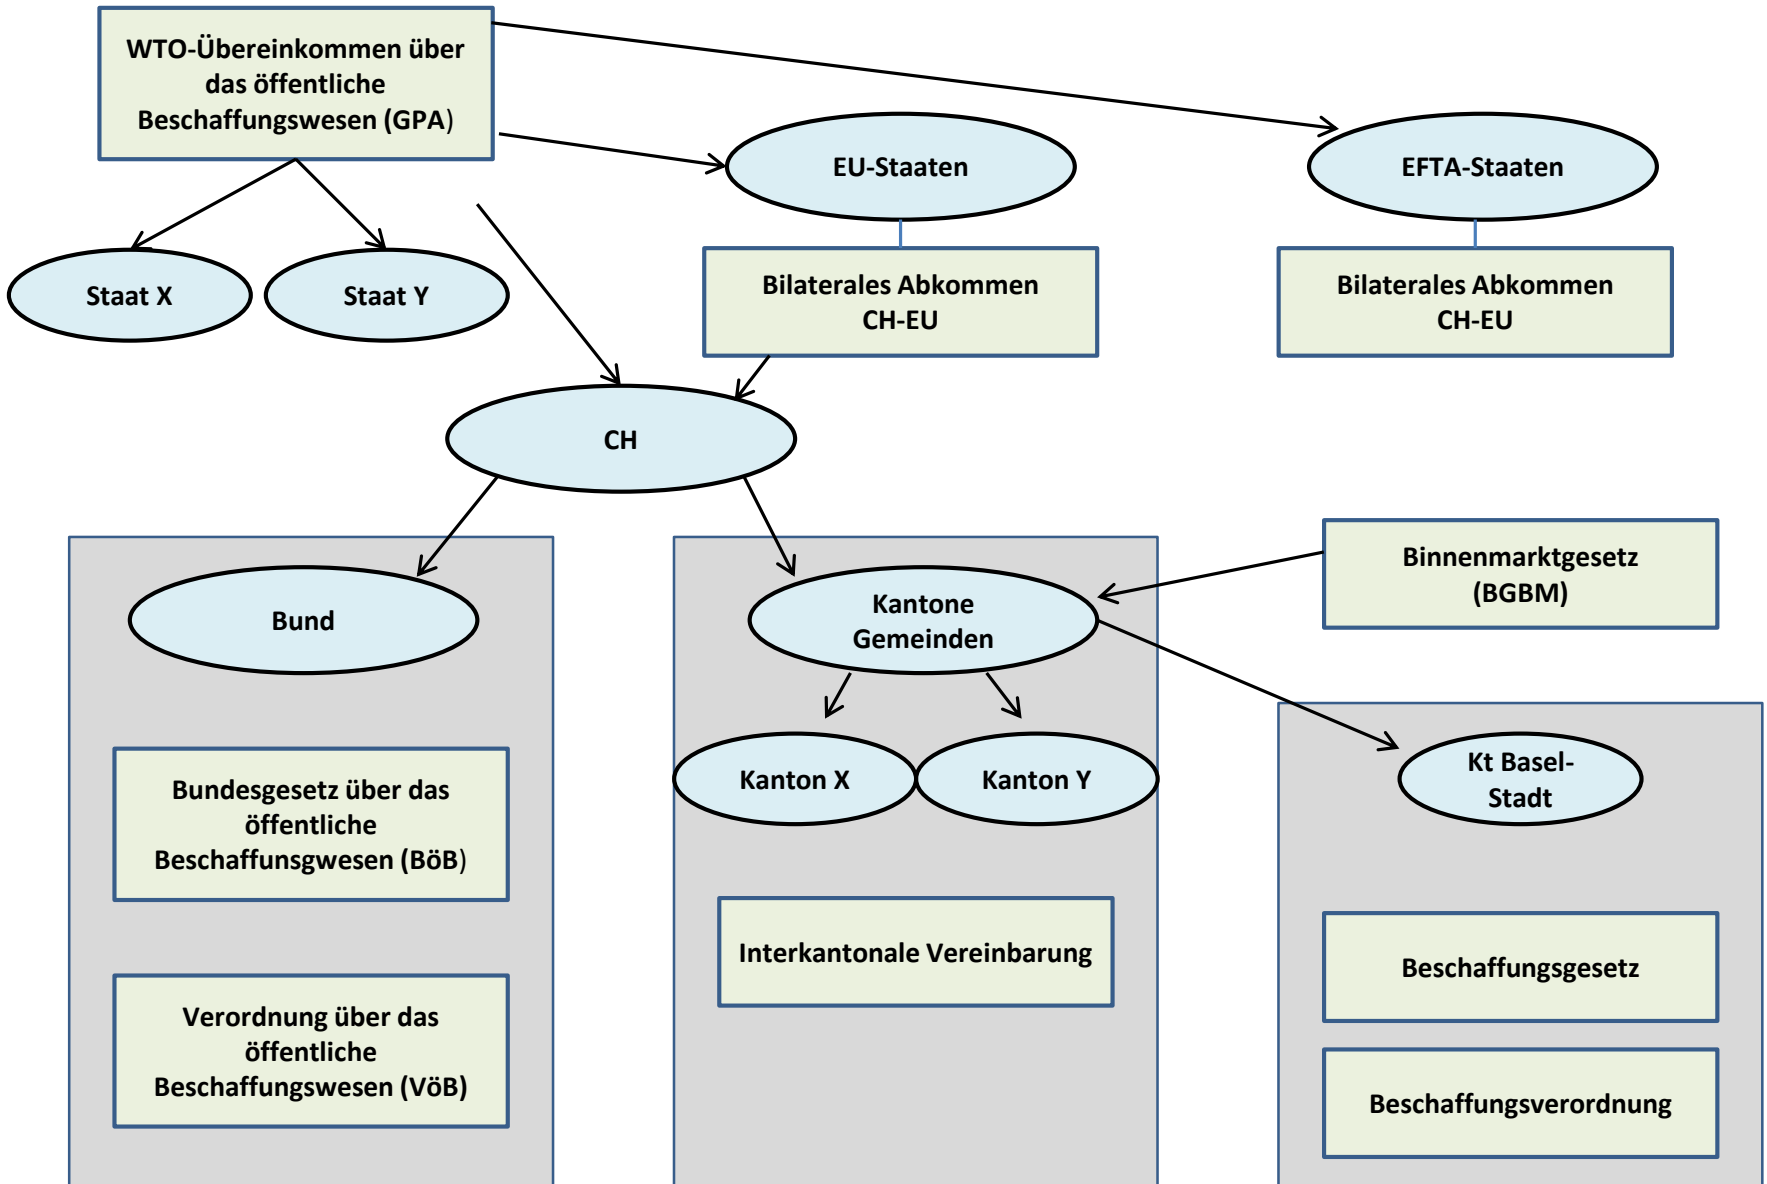 WTO-Übereinkommen über
das öffentliche
Beschaffungswesen (GPA)
EU-Staaten
EFTA-Staaten
Staat X
Staat Y
Bilaterales Abkommen
CH-EU
Bilaterales Abkommen
CH-EU
CH
Bund
Kantone
Gemeinden
Binnenmarktgesetz
(BGBM)
Kanton X
Kanton Y
Kt Basel-
Stadt
Bundesgesetz über das
öffentliche
Beschaffunsgwesen (BöB)
Interkantonale Vereinbarung
Beschaffungsgesetz
Verordnung über das
öffentliche
Beschaffungswesen (VöB)
Beschaffungsverordnung